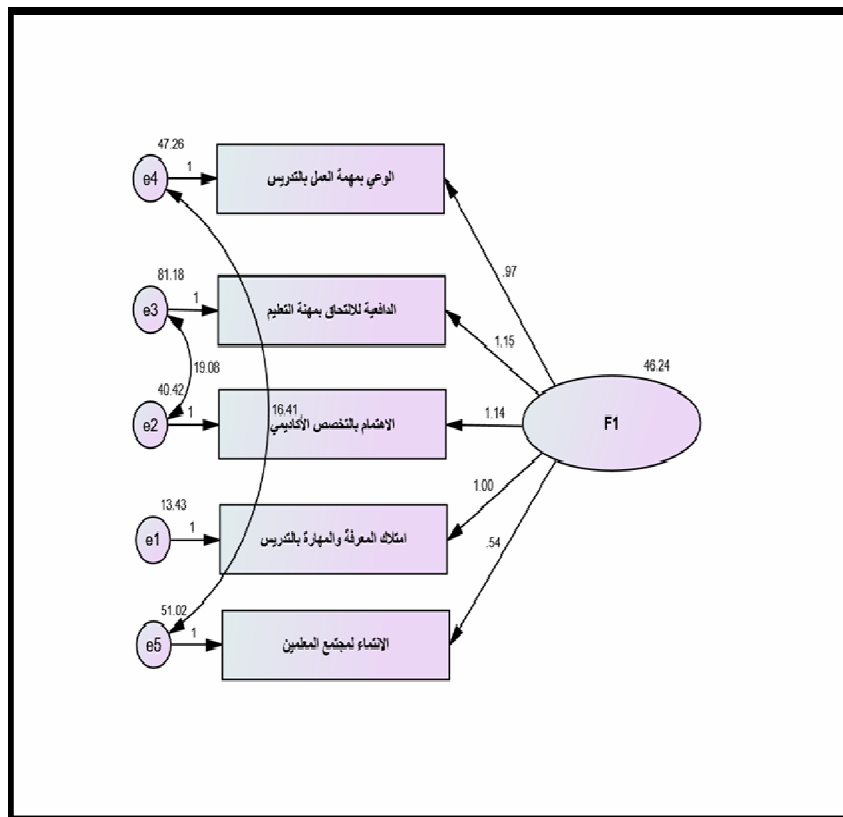 47.26
e4
1
الوعي بمهمة العمل بالتدريس
.97
81.18
e3
1
الدافعية للالتحاق بمهنة التعليم
1.15
19.08
46.24
F1
40.42
e2
1
الاهتمام بالتخصص الأكاديمي
16.41
1.14
13.43
e1
1
امتلاك المعرفة والمهارة بالتدريس
1.00
.54
51.02
e5
1
الانتماء لمجتمع المعلمين